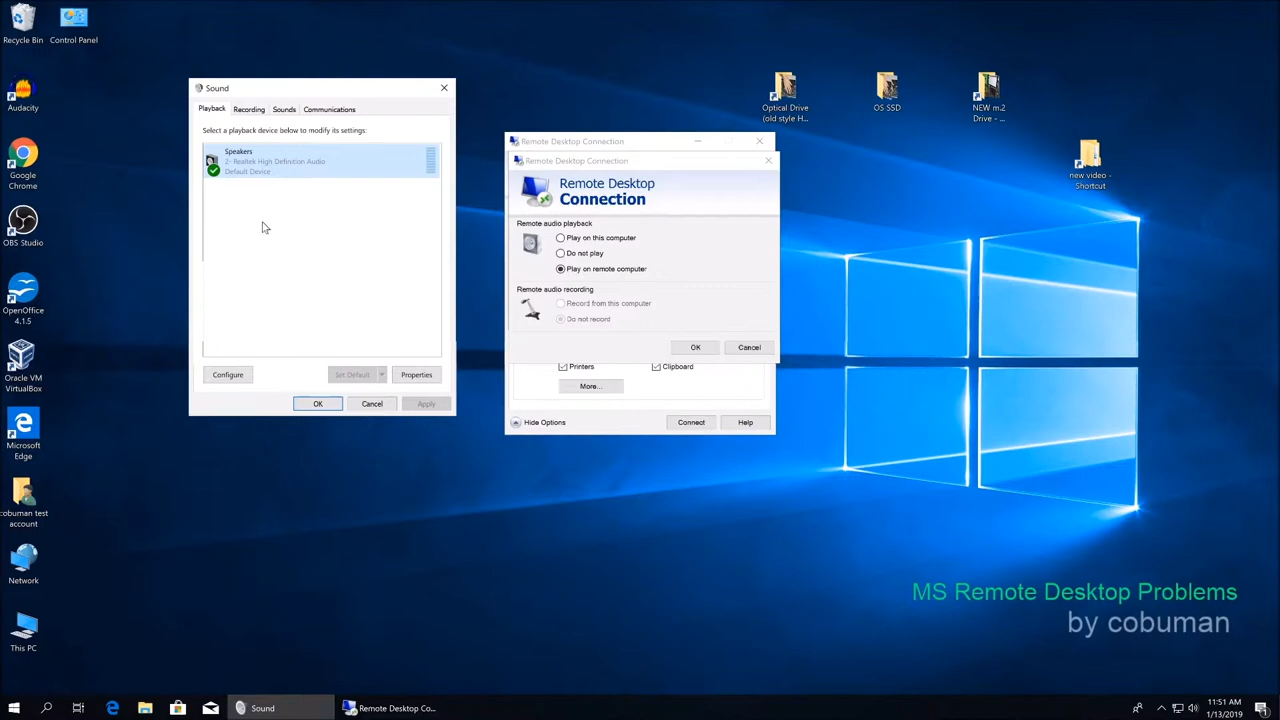 Recycle Bin
Control Panel
Audacity
Google
Chrome
OBS Studio
OpenOffice
4.1.5
Oracle VM
VirtualBox
Microsoft
Edge
cobuman test
account
Network
This PC
Sound
Playback
Recording
Sounds
Communications
Select a playback device below to modify its settings:
Speakers
2- Realtek High Definition Audio
Default Device
Configure
Set Default
Properties
OK
Cancel
Apply
Remote Desktop Connection
Remote Desktop Connection
Remote Desktop
Connection
Remote audio playback
Play on this computer
Do not play
Play on remote computer
Remote audio recording
Record from this computer
Do not record
OK
Cancel
Printers
Clipboard
More...
Hide Options
Connect
Help
Optical Drive
(old style H...
OS SSD
NEW m.2
Drive - ...
new video -
Shortcut
MS Remote Desktop Problems
by cobuman
Sound
Remote Desktop Co...
11:51 AM
1/13/2019
1